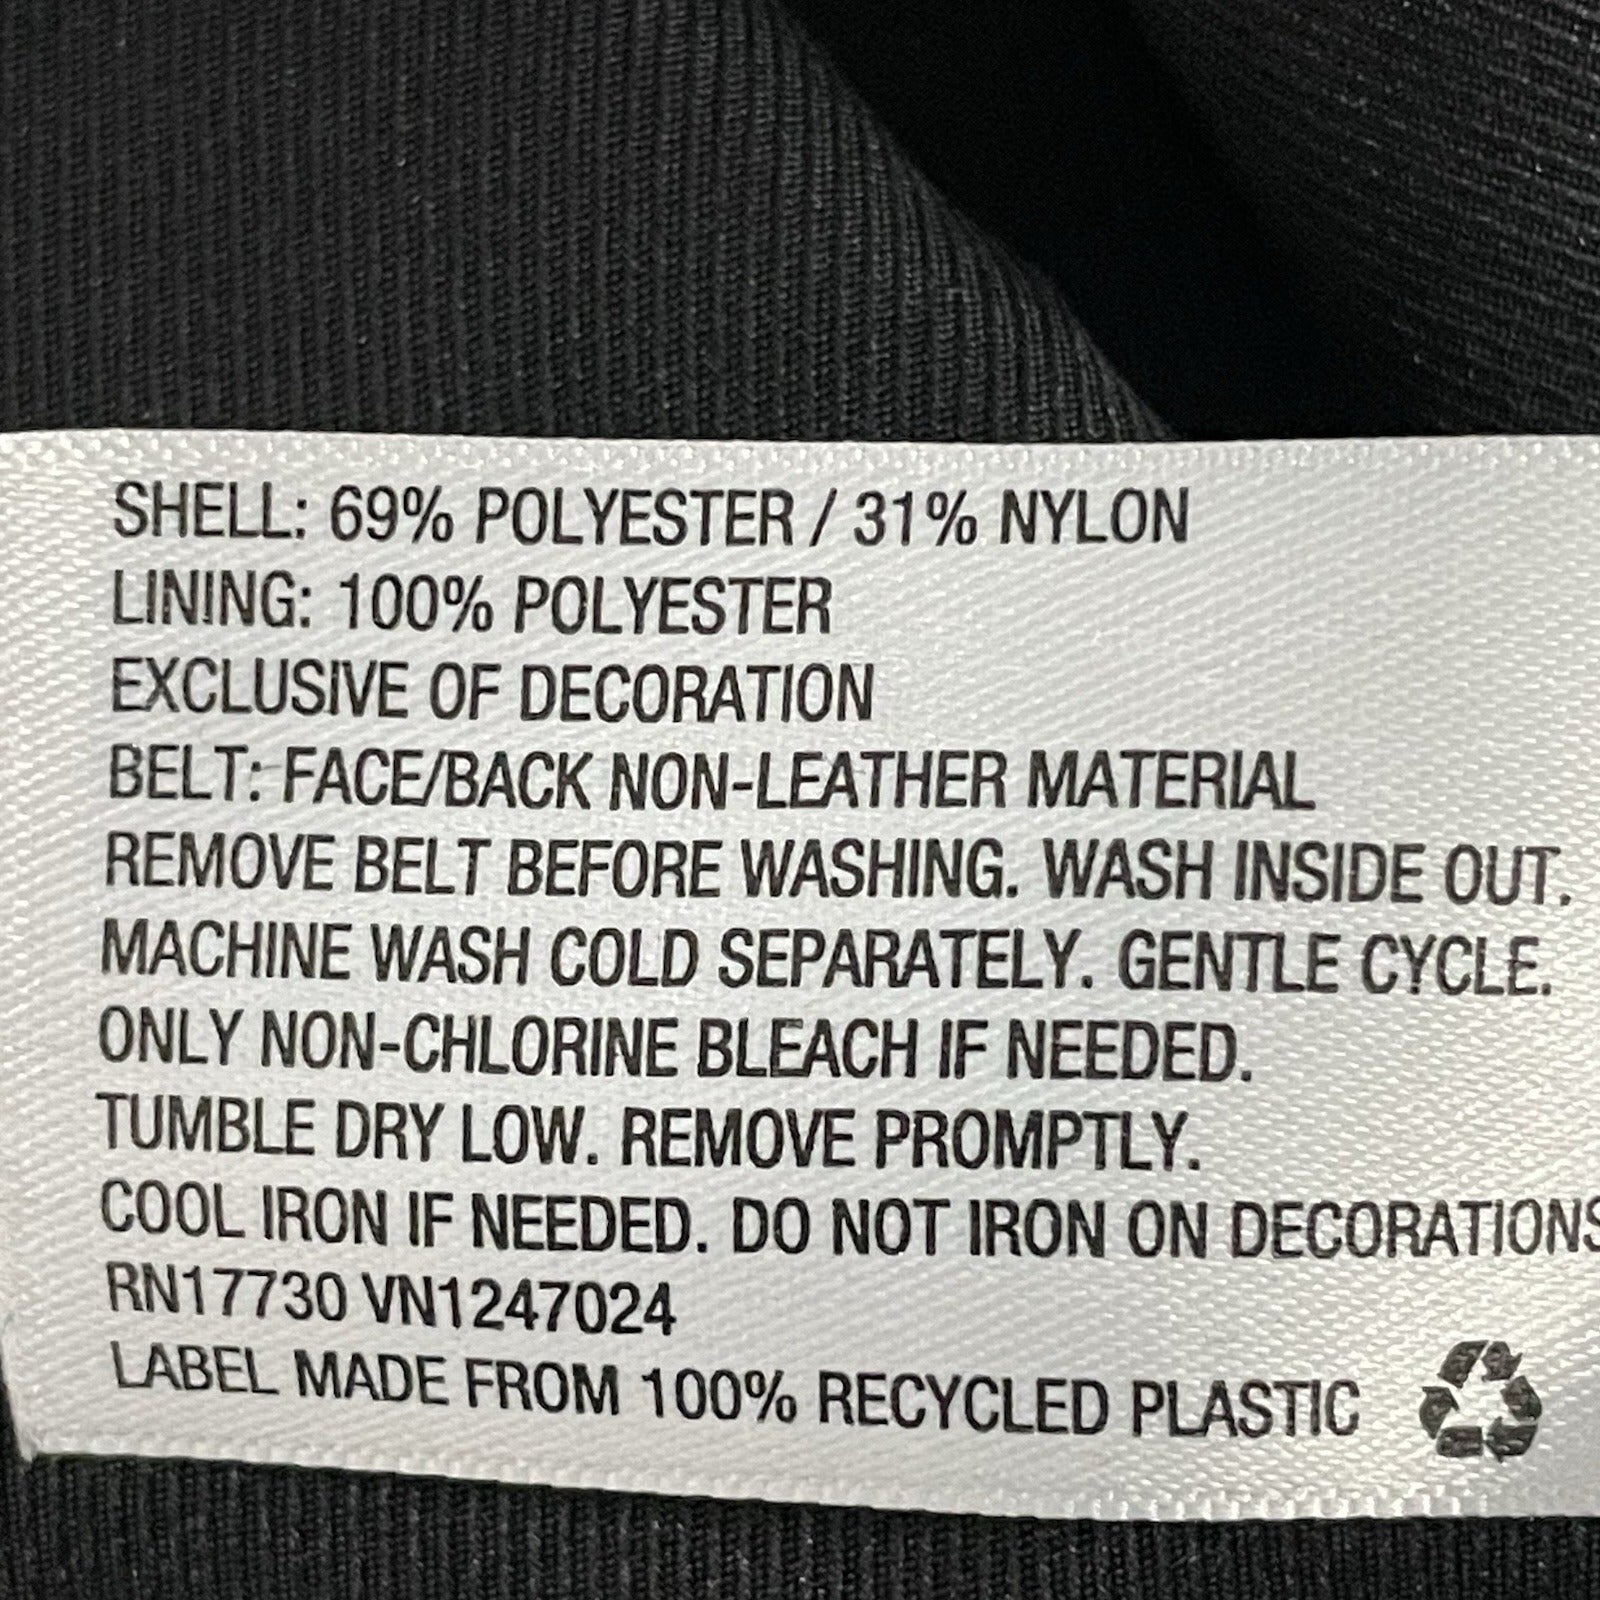 SHELL: 69% POLYESTER / 31% NYLON
LINING: 100% POLYESTER
EXCLUSIVE OF DECORATION
BELT: FACE/BACK NON-LEATHER MATERIAL
REMOVE BELT BEFORE WASHING. WASH INSIDE OUT.
MACHINE WASH COLD SEPARATELY. GENTLE CYCLE.
ONLY NON-CHLORINE BLEACH IF NEEDED.
TUMBLE DRY LOW. REMOVE PROMPTLY.
COOL IRON IF NEEDED. DO NOT IRON ON DECORATIONS
RN17730 VN1247024
LABEL MADE FROM 100% RECYCLED PLASTIC